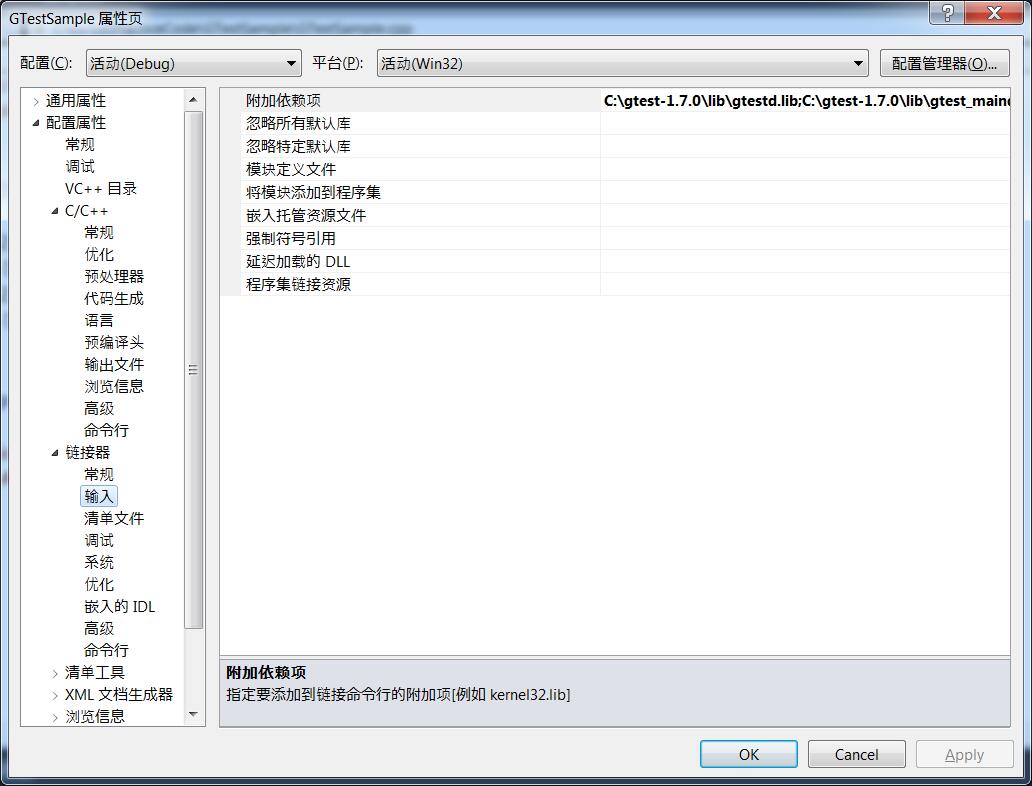 GTestSample 属性页
配置(C): 活动(Debug) 平台(P): 活动(Win32) 配置管理器(O)...
通用属性
配置属性
常规
调试
VC++ 目录
C/C++
常规
优化
预处理器
代码生成
语言
预编译头
输出文件
浏览信息
高级
命令行
链接器
常规
输入
清单文件
调试
系统
优化
嵌入的 IDL
高级
命令行
清单工具
XML 文档生成器
浏览信息
附加依赖项 C:\gtest-1.7.0\lib\gtestd.lib;C:\gtest-1.7.0\lib\gtest_main
忽略所有默认库
忽略特定默认库
模块定义文件
将模块添加到程序集
嵌入托管资源文件
强制符号引用
延迟加载的 DLL
程序集链接资源
附加依赖项
指定要添加到链接命令行的附加项[例如 kernel32.lib]
OK Cancel Apply